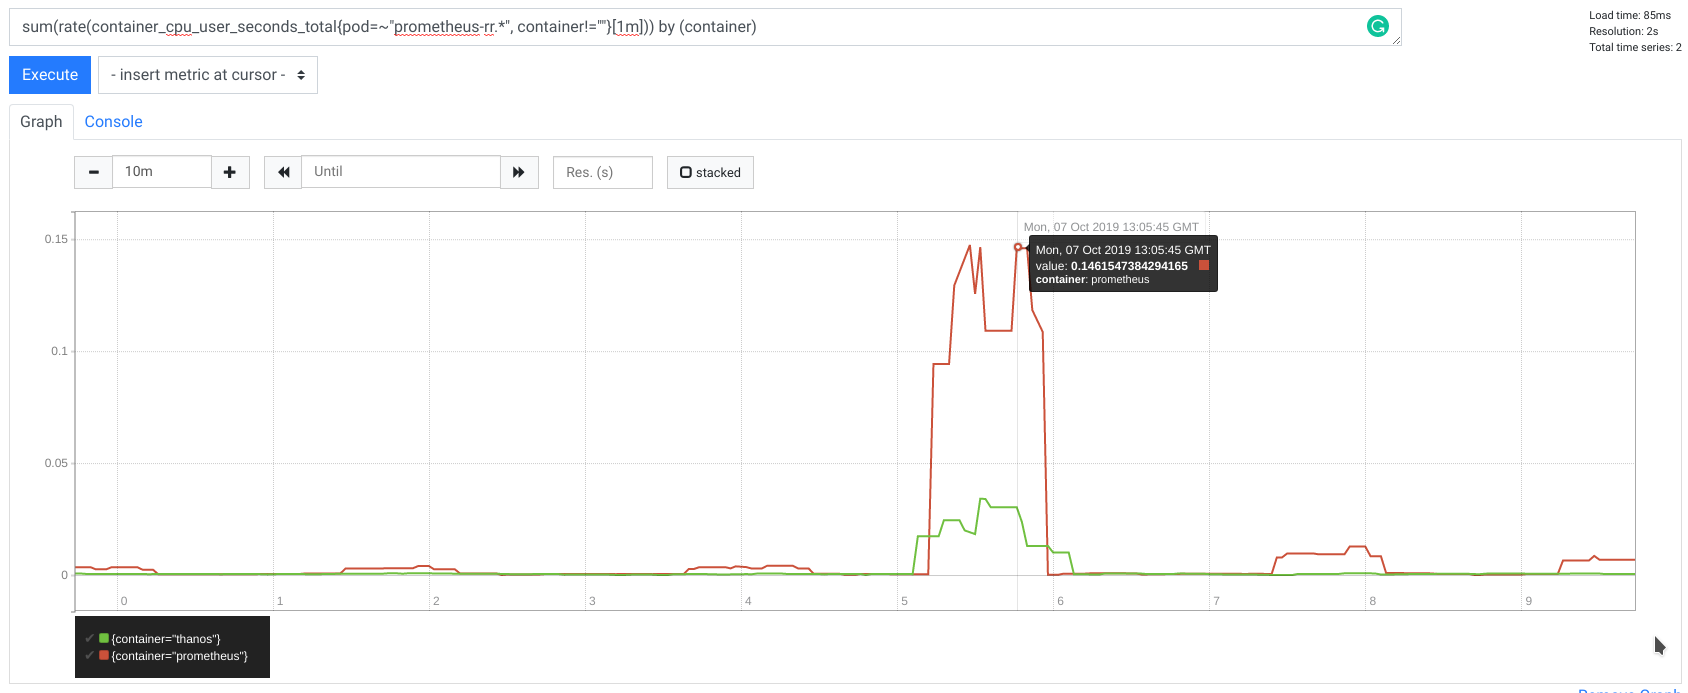 sum(rate(container_cpu_user_seconds_total{pod=~"prometheus-rr.*", container!=""}[1m])) by (container)
Load time: 85ms
Resolution: 2s
Total time series: 2
Execute
- insert metric at cursor -
Graph
Console
10m
Until
Res. (s)
stacked
Mon, 07 Oct 2019 13:05:45 GMT
Mon, 07 Oct 2019 13:05:45 GMT
value: 0.1461547384294165
container: prometheus
0.15
0.1
0.05
0
0 1 2 3 4 5 6 7 8 9
✔ {container="thanos"}
✔ {container="prometheus"}
Remove Graph